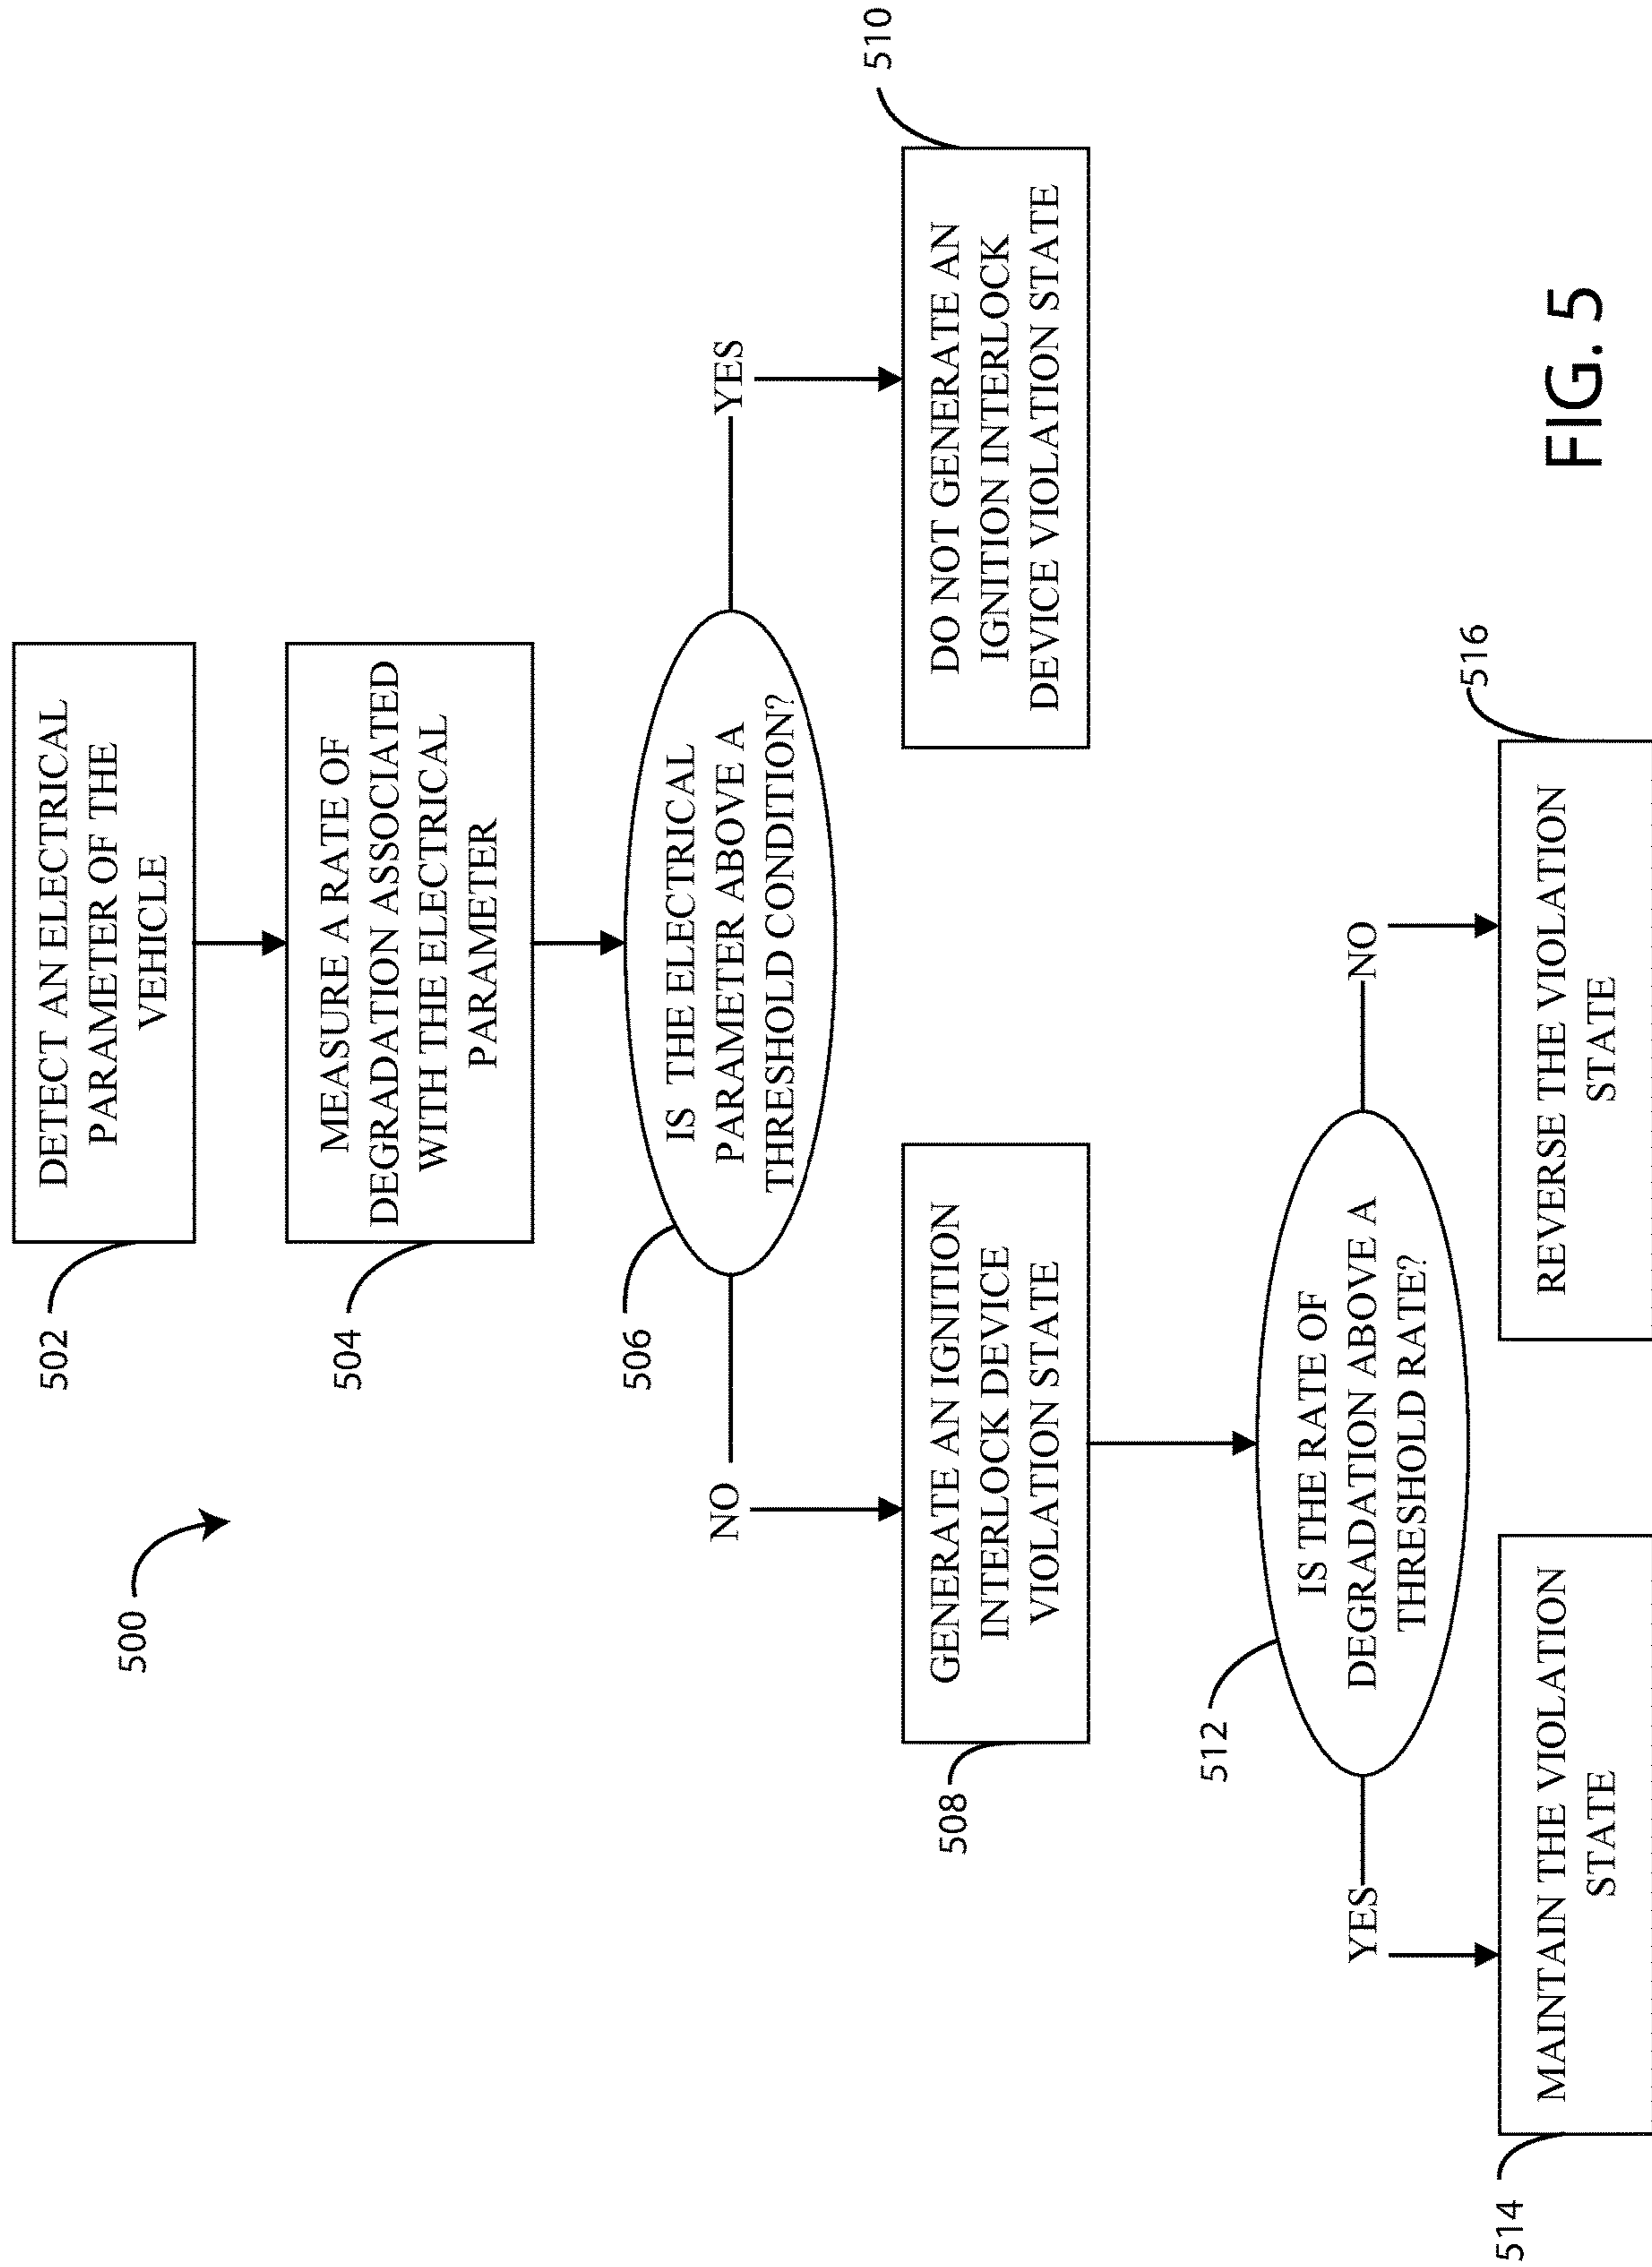 500
502
DETECT AN ELECTRICAL
PARAMETER OF THE
VEHICLE
504
MEASURE A RATE OF
DEGRADATION ASSOCIATED
WITH THE ELECTRICAL
PARAMETER
506
IS THE ELECTRICAL
PARAMETER ABOVE A
THRESHOLD CONDITION?
NO
YES
508
GENERATE AN IGNITION
INTERLOCK DEVICE
VIOLATION STATE
510
DO NOT GENERATE AN
IGNITION INTERLOCK
DEVICE VIOLATION STATE
512
IS THE RATE OF
DEGRADATION ABOVE A
THRESHOLD RATE?
YES
NO
514
MAINTAIN THE VIOLATION
STATE
516
REVERSE THE VIOLATION
STATE
FIG. 5